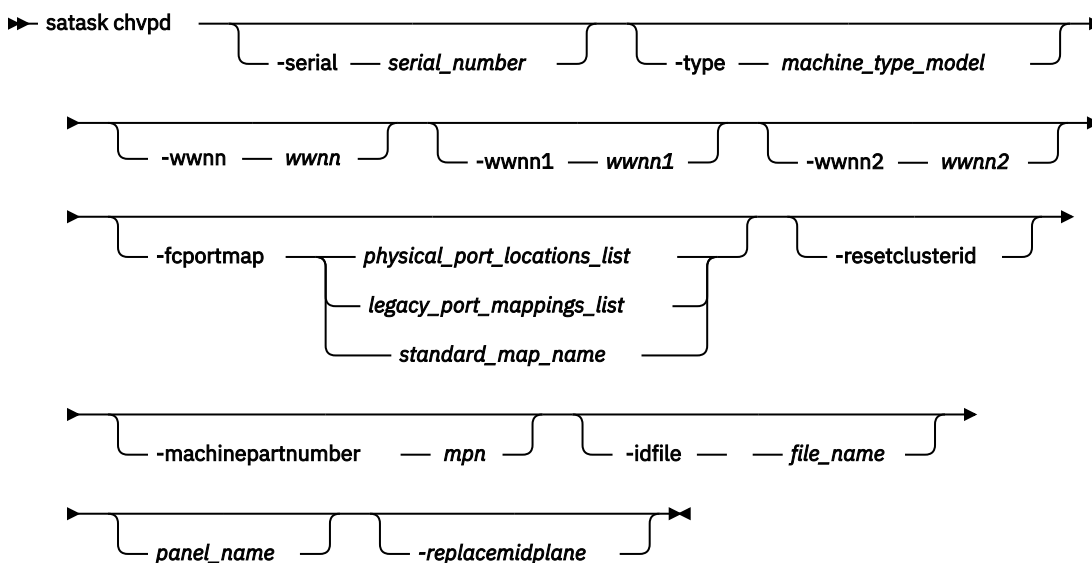 satask chvpd
-serial serial_number -type machine_type_model
-wwnn wwnn -wwnn1 wwnn1 -wwnn2 wwnn2
-fcportmap physical_port_locations_list -resetclusterid
legacy_port_mappings_list
standard_map_name
-machinepartnumber mpn -idfile file_name
panel_name -replacemidplane